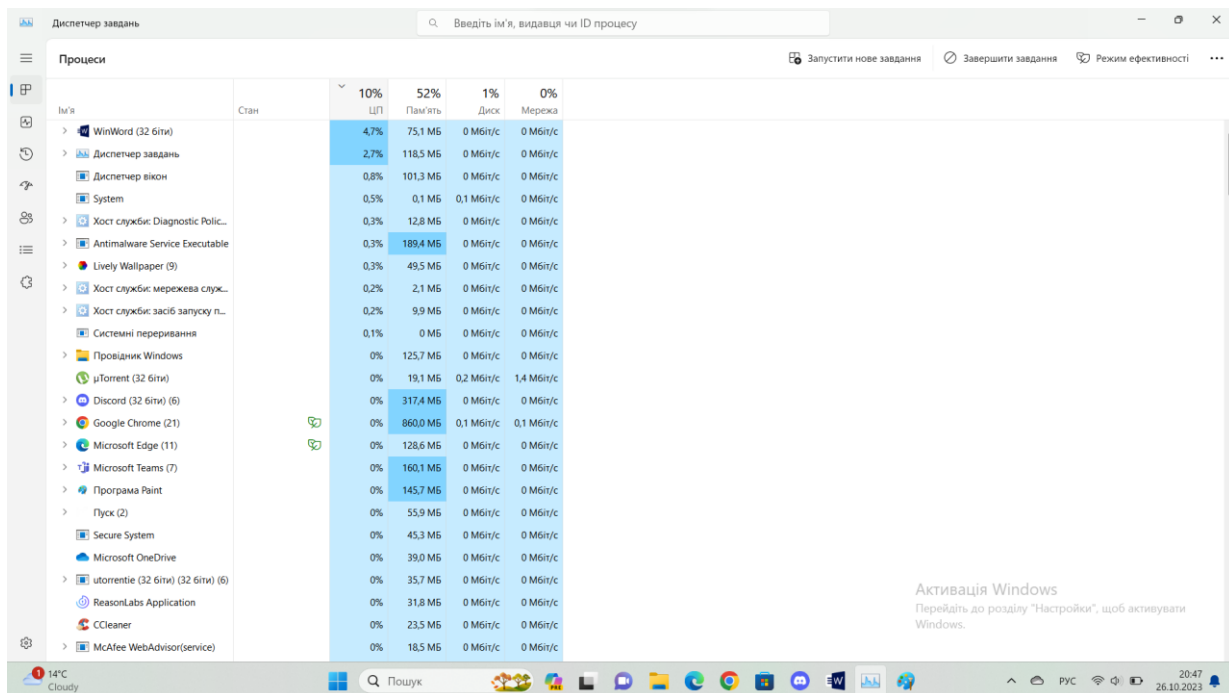 Диспетчер завдань
Введіть ім'я, видавця чи ID процесу
Процеси
Запустити нове завдання Завершити завдання Режим ефективності
10% 52% 1% 0%
Ім'я Стан ЦП Пам'ять Диск Мережа
WinWord (32 біти) 4,7% 75,1 МБ 0 Мбіт/с 0 Мбіт/с
Диспетчер завдань 2,7% 118,5 МБ 0 Мбіт/с 0 Мбіт/с
Диспетчер вікон 0,8% 101,3 МБ 0 Мбіт/с 0 Мбіт/с
System 0,5% 0,1 МБ 0,1 Мбіт/с 0 Мбіт/с
Хост служби: Diagnostic Polic... 0,3% 12,8 МБ 0 Мбіт/с 0 Мбіт/с
Antimalware Service Executable 0,3% 189,4 МБ 0 Мбіт/с 0 Мбіт/с
Lively Wallpaper (9) 0,3% 49,5 МБ 0 Мбіт/с 0 Мбіт/с
Хост служби: мережева служ... 0,2% 2,1 МБ 0 Мбіт/с 0 Мбіт/с
Хост служби: засіб запуску п... 0,2% 9,9 МБ 0 Мбіт/с 0 Мбіт/с
Системні переривання 0,1% 0 МБ 0 Мбіт/с 0 Мбіт/с
Провідник Windows 0% 125,7 МБ 0 Мбіт/с 0 Мбіт/с
µTorrent (32 біти) 0% 19,1 МБ 0,2 Мбіт/с 1,4 Мбіт/с
Discord (32 біти) (6) 0% 317,4 МБ 0 Мбіт/с 0 Мбіт/с
Google Chrome (21) 0% 860,0 МБ 0,1 Мбіт/с 0,1 Мбіт/с
Microsoft Edge (11) 0% 128,6 МБ 0 Мбіт/с 0 Мбіт/с
Microsoft Teams (7) 0% 160,1 МБ 0 Мбіт/с 0 Мбіт/с
Програма Paint 0% 145,7 МБ 0 Мбіт/с 0 Мбіт/с
Пуск (2) 0% 55,9 МБ 0 Мбіт/с 0 Мбіт/с
Secure System 0% 45,3 МБ 0 Мбіт/с 0 Мбіт/с
Microsoft OneDrive 0% 39,0 МБ 0 Мбіт/с 0 Мбіт/с
utorrentie (32 біти) (32 біти) (6) 0% 35,7 МБ 0 Мбіт/с 0 Мбіт/с
ReasonLabs Application 0% 31,8 МБ 0 Мбіт/с 0 Мбіт/с
CCleaner 0% 23,5 МБ 0 Мбіт/с 0 Мбіт/с
McAfee WebAdvisor(service) 0% 18,5 МБ 0 Мбіт/с 0 Мбіт/с
Активація Windows
Перейдіть до розділу "Настройки", щоб активувати
Windows.
1 14°C
Cloudy
Пошук
PRE
РУС
20:47
26.10.2023